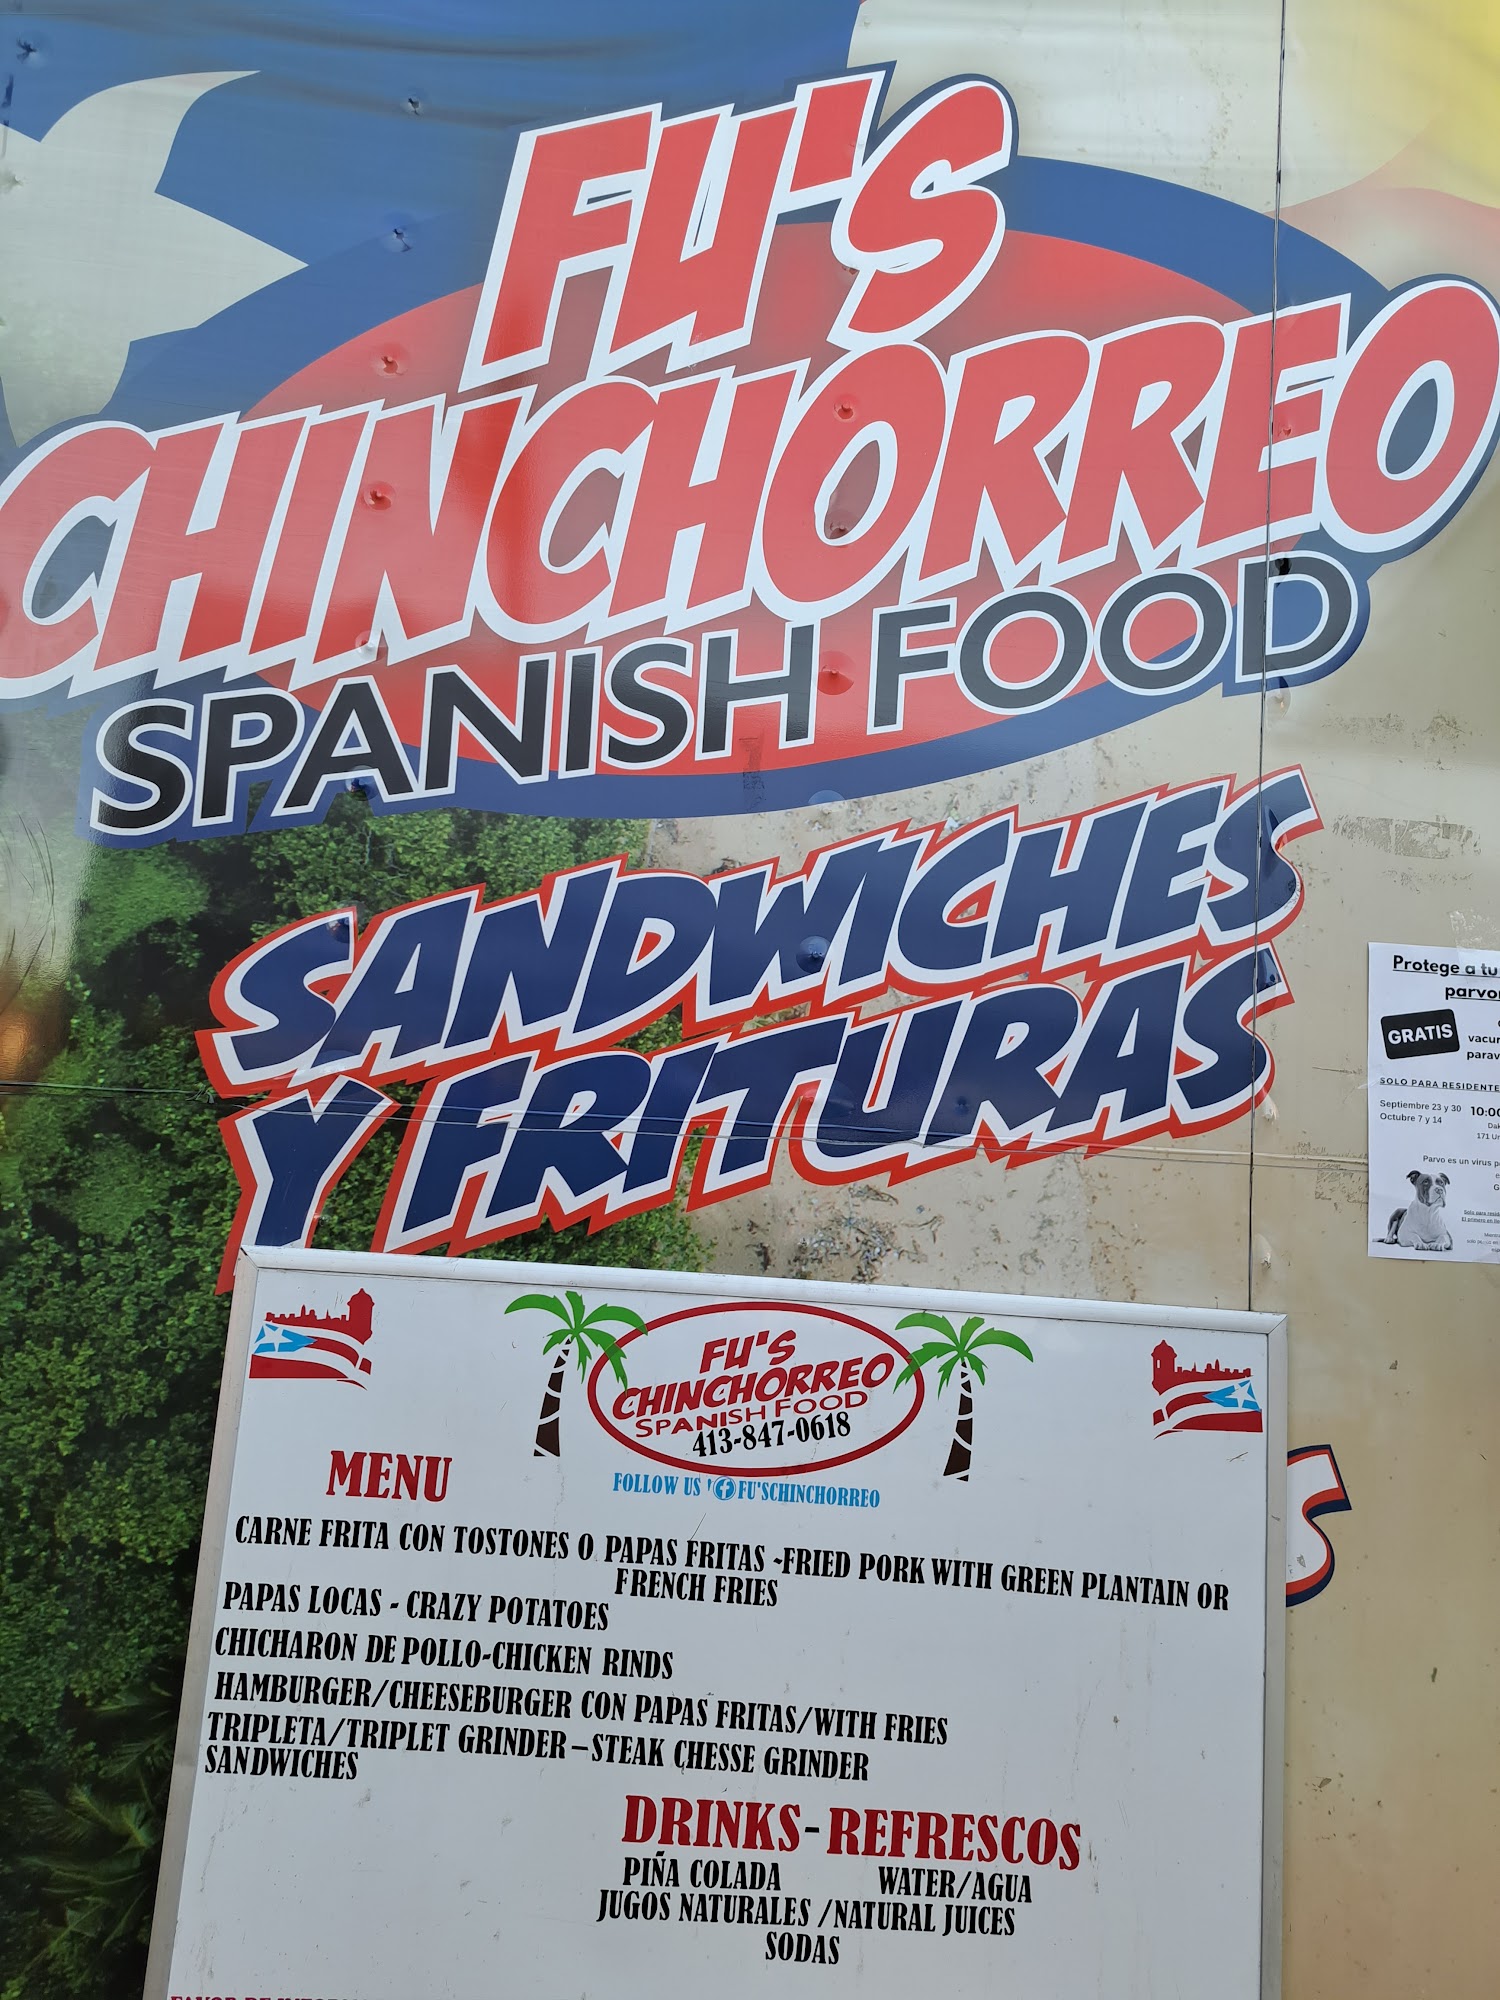 FU'S
CHINCHORREO
SPANISH FOOD
SANDWICHES
Y FRITURAS
Protege a tu
parvo
GRATIS
SOLO PARA RESIDENTE
Septiembre 23 y 30
Octubre 7 y 14
10:00
Parvo es un virus
FU'S
CHINCHORREO
SPANISH FOOD
413-847-0618
FOLLOW US FU'SCHINCHORREO
MENU
CARNE FRITA CON TOSTONES O PAPAS FRITAS -FRIED PORK WITH GREEN PLANTAIN OR
FRENCH FRIES
PAPAS LOCAS - CRAZY POTATOES
CHICHARON DE POLLO-CHICKEN RINDS
HAMBURGER/CHEESEBURGER CON PAPAS FRITAS/WITH FRIES
TRIPLETA/TRIPLET GRINDER – STEAK CHESSE GRINDER
SANDWICHES
DRINKS-REFRESCOS
PIÑA COLADA WATER/AGUA
JUGOS NATURALES /NATURAL JUICES
SODAS